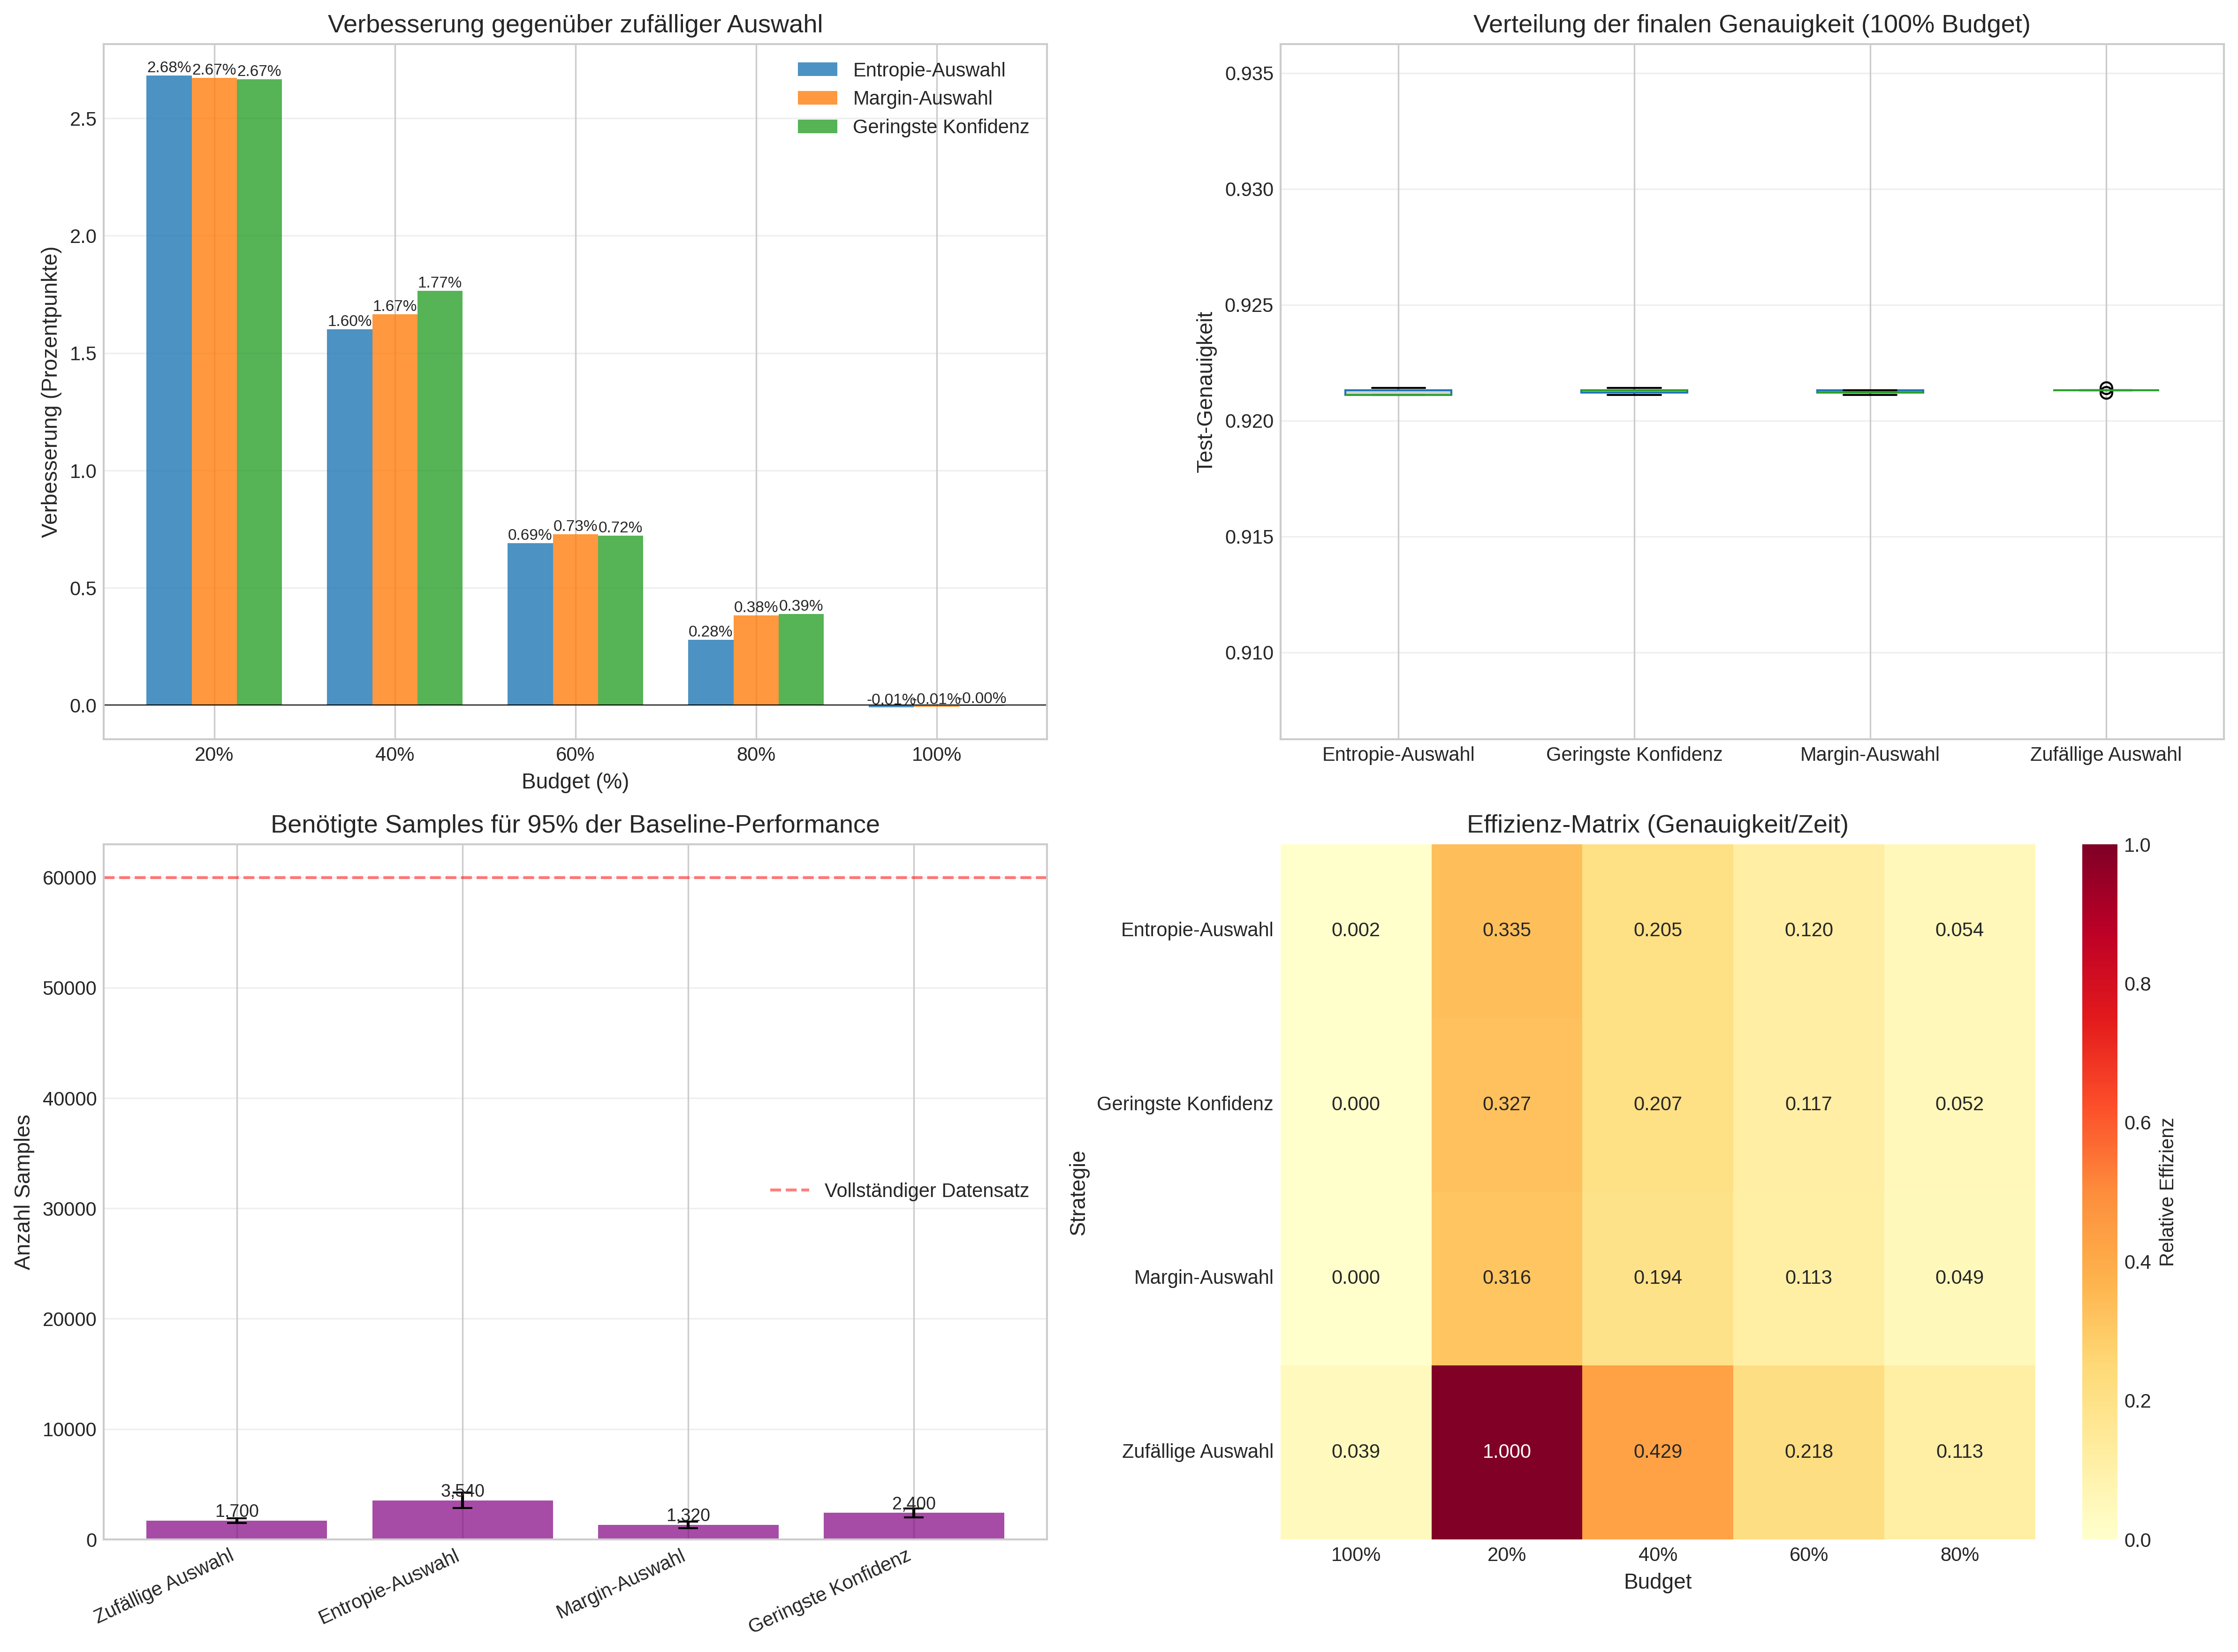 Verbesserung gegenüber zufälliger Auswahl
Verbesserung (Prozentpunkte)
2.5
2.0
1.5
1.0
0.5
0.0
2.68%
2.67%
2.67%
1.60%
1.67%
1.77%
0.69%
0.73%
0.72%
0.28%
0.38%
0.39%
-0.01%
-0.01%
-0.00%
Entropie-Auswahl
Margin-Auswahl
Geringste Konfidenz
20%
40%
60%
80%
100%
Budget (%)
Verteilung der finalen Genauigkeit (100% Budget)
Test-Genauigkeit
0.935
0.930
0.925
0.920
0.915
0.910
Entropie-Auswahl
Geringste Konfidenz
Margin-Auswahl
Zufällige Auswahl
Benötigte Samples für 95% der Baseline-Performance
Anzahl Samples
60000
50000
40000
30000
20000
10000
0
Vollständiger Datensatz
1,700
3,540
1,320
2,400
Zufällige Auswahl
Entropie-Auswahl
Margin-Auswahl
Geringste Konfidenz
Effizienz-Matrix (Genauigkeit/Zeit)
Strategie
Entropie-Auswahl
0.002
0.335
0.205
0.120
0.054
Geringste Konfidenz
0.000
0.327
0.207
0.117
0.052
Margin-Auswahl
0.000
0.316
0.194
0.113
0.049
Zufällige Auswahl
0.039
1.000
0.429
0.218
0.113
100%
20%
40%
60%
80%
Budget
1.0
0.8
0.6
0.4
0.2
0.0
Relative Effizienz